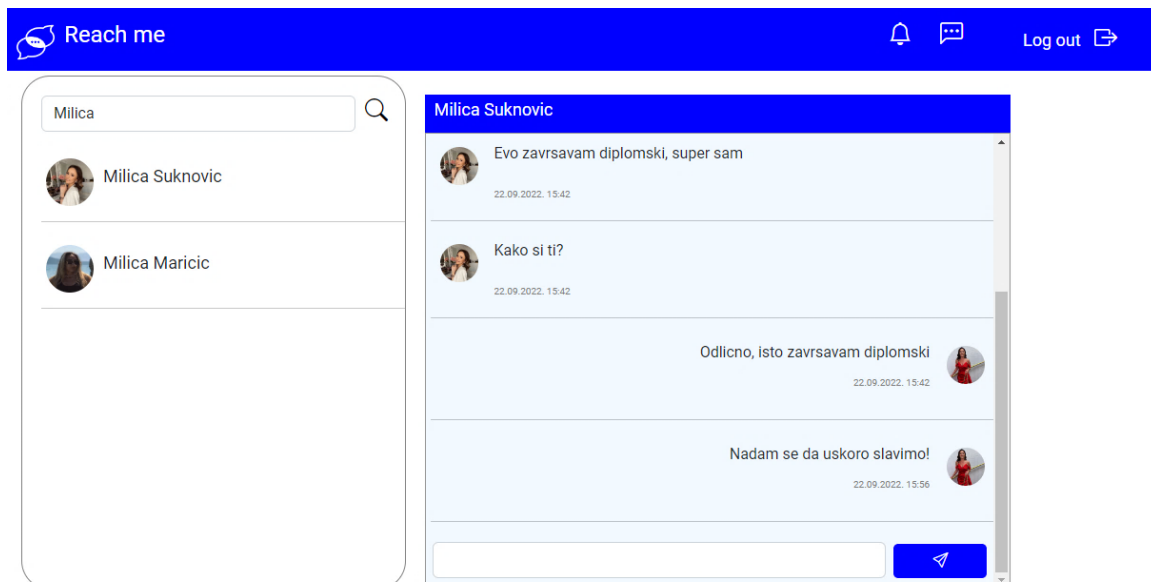 Reach me
Log out
Milica
Milica Suknovic
Milica Maricic
Milica Suknovic
Evo zavrsavam diplomski, super sam
22.09.2022. 15:42
Kako si ti?
22.09.2022. 15:42
Odlicno, isto zavrsavam diplomski
22.09.2022. 15:42
Nadam se da uskoro slavimo!
22.09.2022. 15:56